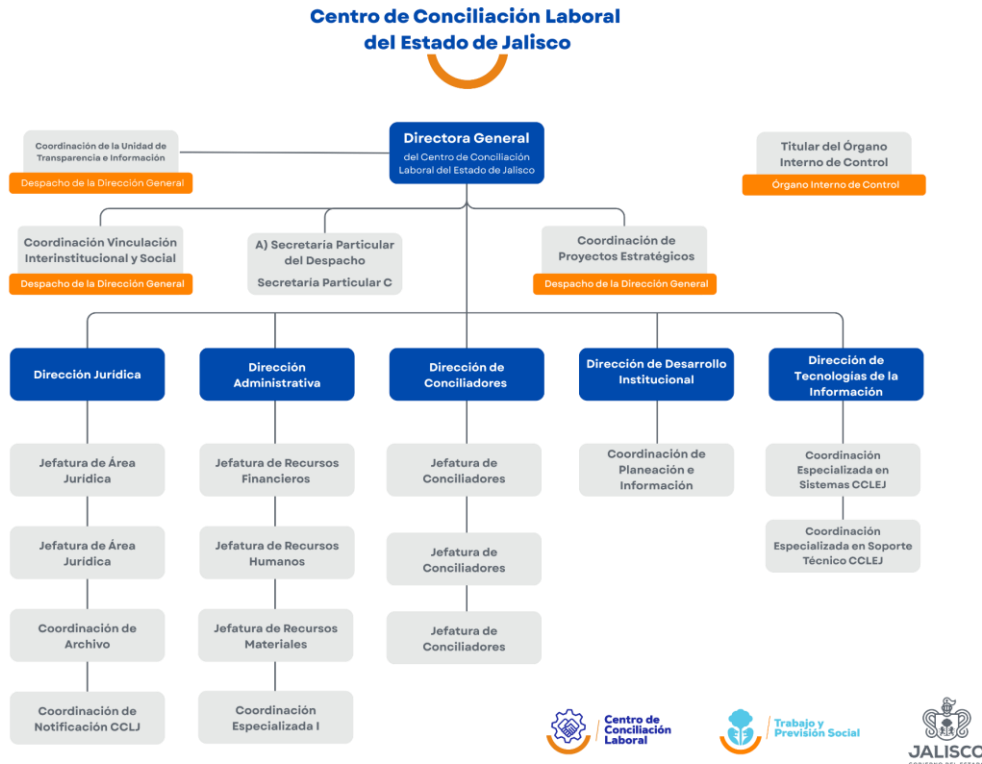 Centro de Conciliación Laboral
del Estado de Jalisco
Directora General
del Centro de Conciliación
Laboral del Estado de Jalisco
Coordinación de la Unidad de
Transparencia e Información
Despacho de la Dirección General
Titular del Órgano
Interno de Control
Órgano Interno de Control
Coordinación Vinculación
Interinstitucional y Social
Despacho de la Dirección General
A) Secretaría Particular
del Despacho
Secretaria Particular C
Coordinación de
Proyectos Estratégicos
Despacho de la Dirección General
Dirección Jurídica
Dirección
Administrativa
Dirección de
Conciliadores
Dirección de Desarrollo
Institucional
Dirección de
Tecnologías de la
Información
Jefatura de Área
Jurídica
Jefatura de Recursos
Financieros
Jefatura de
Conciliadores
Coordinación de
Planeación e
Información
Coordinación
Especializada en
Sistemas CCLEJ
Jefatura de Área
Jurídica
Jefatura de Recursos
Humanos
Jefatura de
Conciliadores
Coordinación
Especializada en Soporte
Técnico CCLEJ
Coordinación de
Archivo
Jefatura de Recursos
Materiales
Jefatura de
Conciliadores
Coordinación de
Notificación CCLJ
Coordinación
Especializada I
Centro de
Conciliación
Laboral
Trabajo y
Previsión Social
JALISCO
GOBIERNO DEL ESTADO